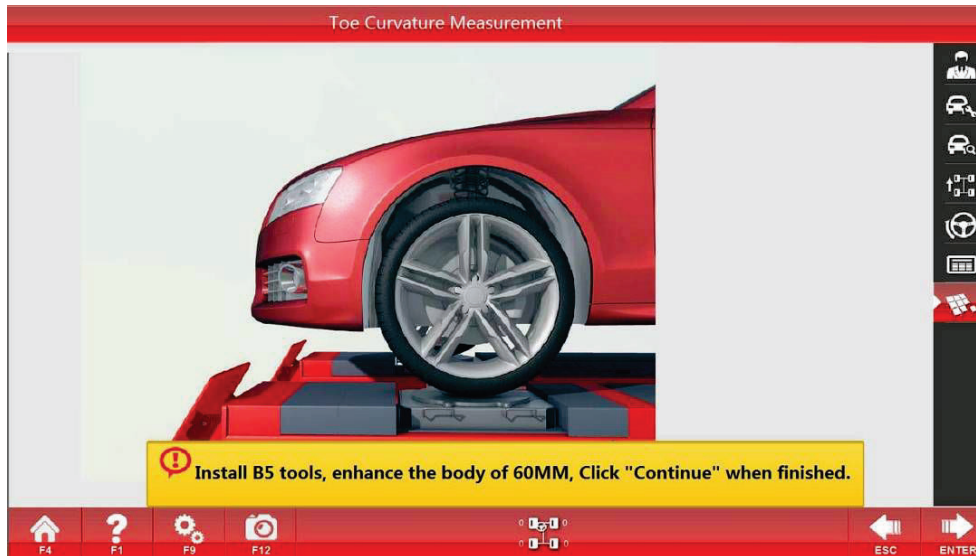 Toe Curvature Measurement
Install B5 tools, enhance the body of 60MM, Click "Continue" when finished.
F4
F1
F9
F12
ESC
ENTER